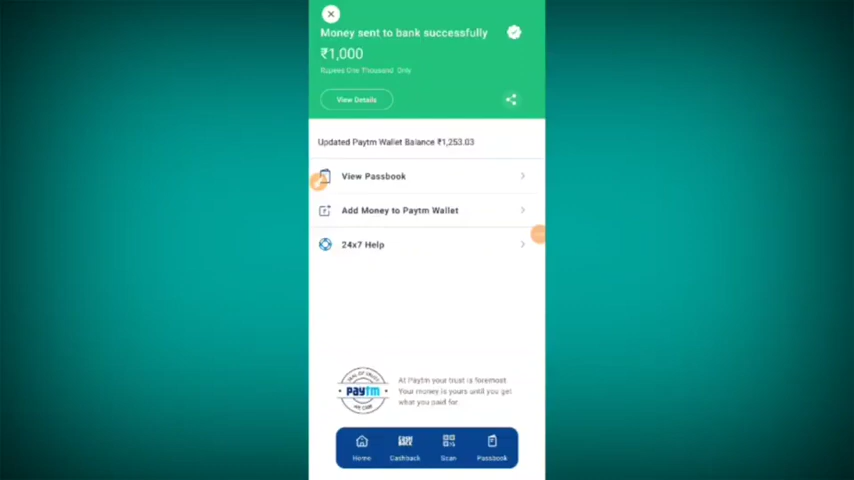 Money sent to bank successfully
₹1,000
Rupees One Thousand Only
View Details
Updated Paytm Wallet Balance ₹1,253.03
View Passbook
Add Money to Paytm Wallet
24x7 Help
paytm
At Paytm your trust is foremost.
Your money is yours until you get
what you paid for.
Home
CASH BACK
Cashback
Scan
Passbook